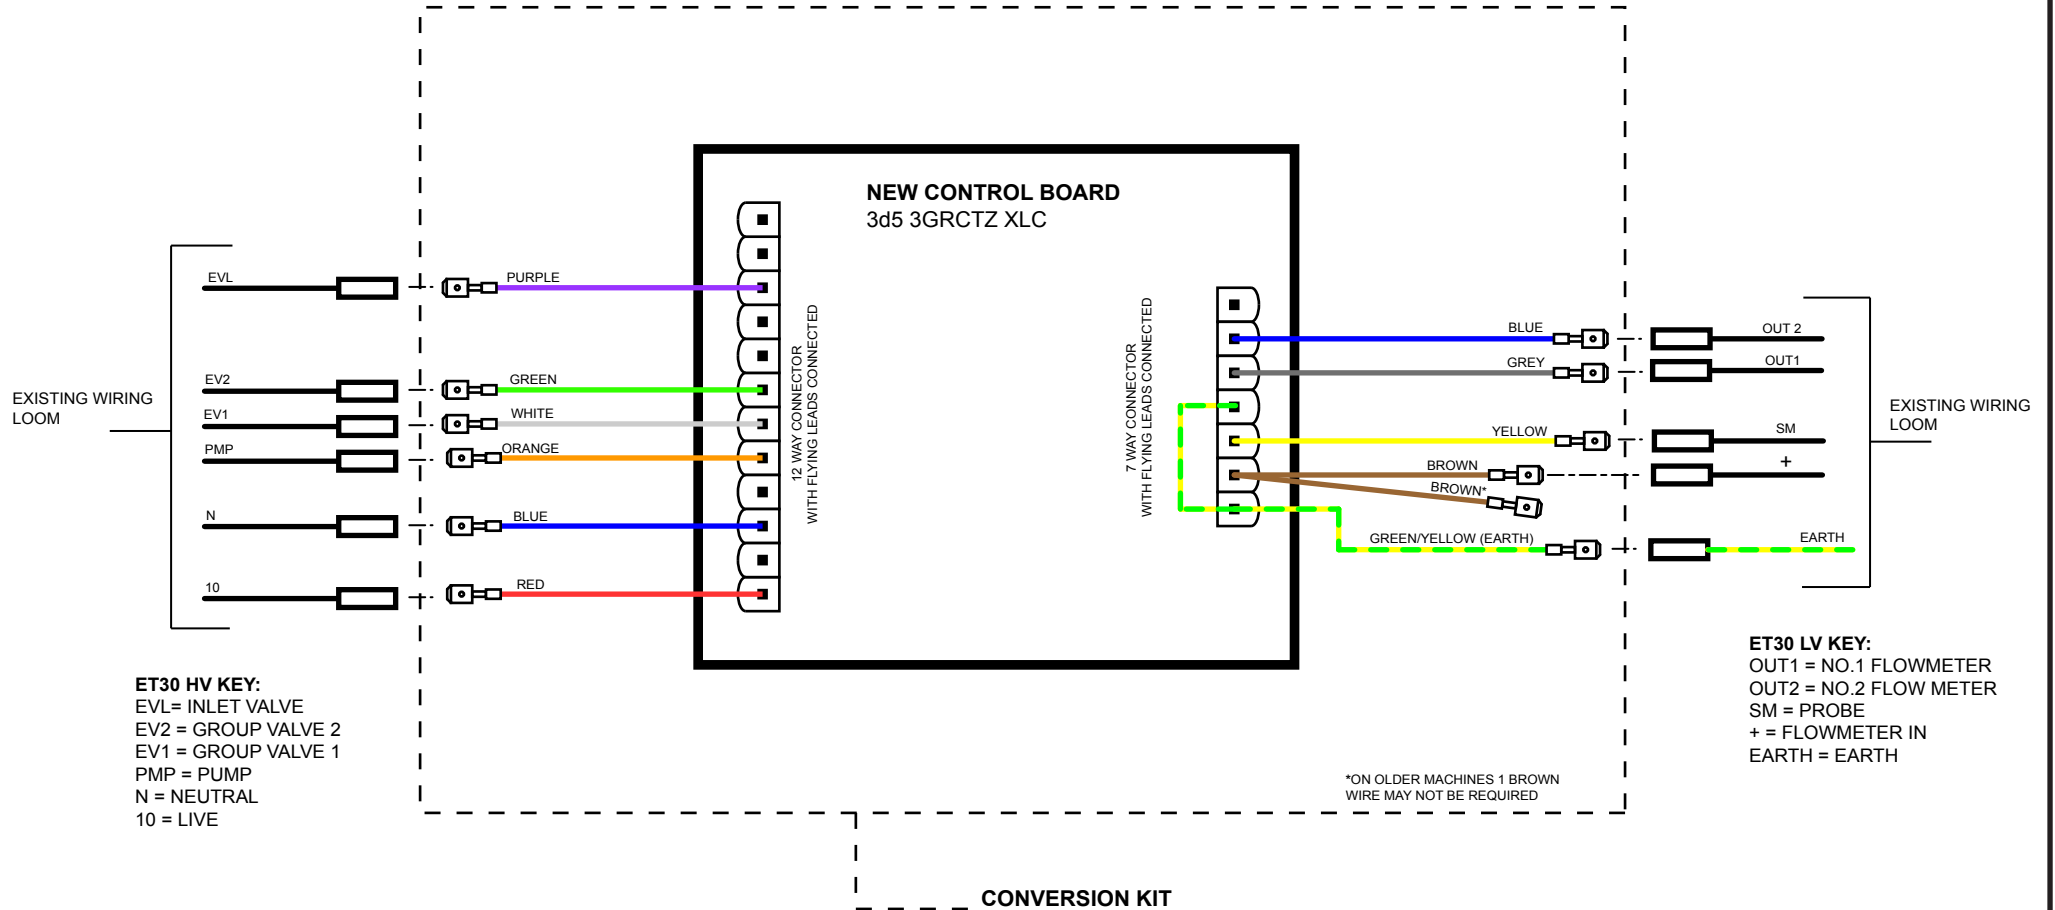 NEW CONTROL BOARD
3d5 3GRCTZ XLC
EXISTING WIRING
LOOM
EVL
EV2
EV1
PMP
N
10
PURPLE
GREEN
WHITE
ORANGE
BLUE
RED
12 WAY CONNECTOR
WITH FLYING LEADS CONNECTED
7 WAY CONNECTOR
WITH FLYING LEADS CONNECTED
BLUE
GREY
YELLOW
BROWN
BROWN*
GREEN/YELLOW (EARTH)
OUT 2
OUT1
SM
+
EARTH
EXISTING WIRING
LOOM
ET30 HV KEY:
EVL= INLET VALVE
EV2 = GROUP VALVE 2
EV1 = GROUP VALVE 1
PMP = PUMP
N = NEUTRAL
10 = LIVE
ET30 LV KEY:
OUT1 = NO.1 FLOWMETER
OUT2 = NO.2 FLOW METER
SM = PROBE
+ = FLOWMETER IN
EARTH = EARTH
*ON OLDER MACHINES 1 BROWN
WIRE MAY NOT BE REQUIRED
CONVERSION KIT